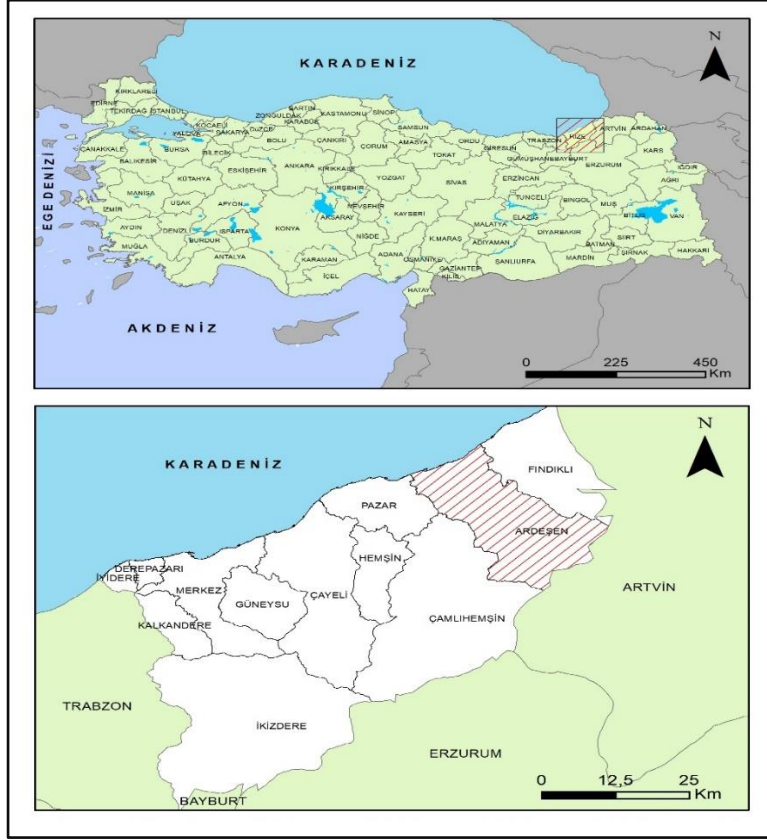 N
KARADENİZ
KIRKLARELİ
EDİRNE
TEKİRDAĞ İSTANBUL
KOCAELİ
YALOVA
SAKARYA
DÜZCE
ZONGULDAK
BARTIN
KARABÜK
KASTAMONU
SİNOP
SAMSUN
ORDU
GİRESUN
TRABZON
RİZE
ARTVİN
ARDAHAN
KARS
IĞDIR
AĞRI
ÇANAKKALE
BALIKESİR
BURSA
BİLECİK
BOLU
ÇANKIRI
ÇORUM
AMASYA
TOKAT
GÜMÜŞHANE
BAYBURT
ERZURUM
ERZİNCAN
KÜTAHYA
ESKİŞEHİR
ANKARA
KIRIKKALE
YOZGAT
SİVAS
TUNCELİ
BİNGÖL
MUŞ
BİTLİS
VAN
EGE DENİZİ
MANİSA
UŞAK
AFYON
KIRŞEHİR
NEVŞEHİR
AKSARAY
KAYSERİ
MALATYA
ELAZIĞ
DİYARBAKIR
İZMİR
AYDIN
DENİZLİ
ISPARTA
BURDUR
KONYA
NİĞDE
K.MARAŞ
ADIYAMAN
BATMAN
SİİRT
ŞIRNAK
HAKKARİ
MUĞLA
ANTALYA
KARAMAN
ADANA
OSMANİYE
GAZİANTEP
KİLİS
ŞANLIURFA
MARDİN
İÇEL
HATAY
AKDENİZ
0 225 450
Km
N
KARADENİZ
FINDIKLI
PAZAR
ARDEŞEN
DEREPAZARI
İYİDERE
HEMŞİN
MERKEZ
GÜNEYSU
ÇAYELİ
ARTVİN
KALKANDERE
ÇAMLIHEMŞİN
TRABZON
İKİZDERE
ERZURUM
BAYBURT
0 12,5 25
Km